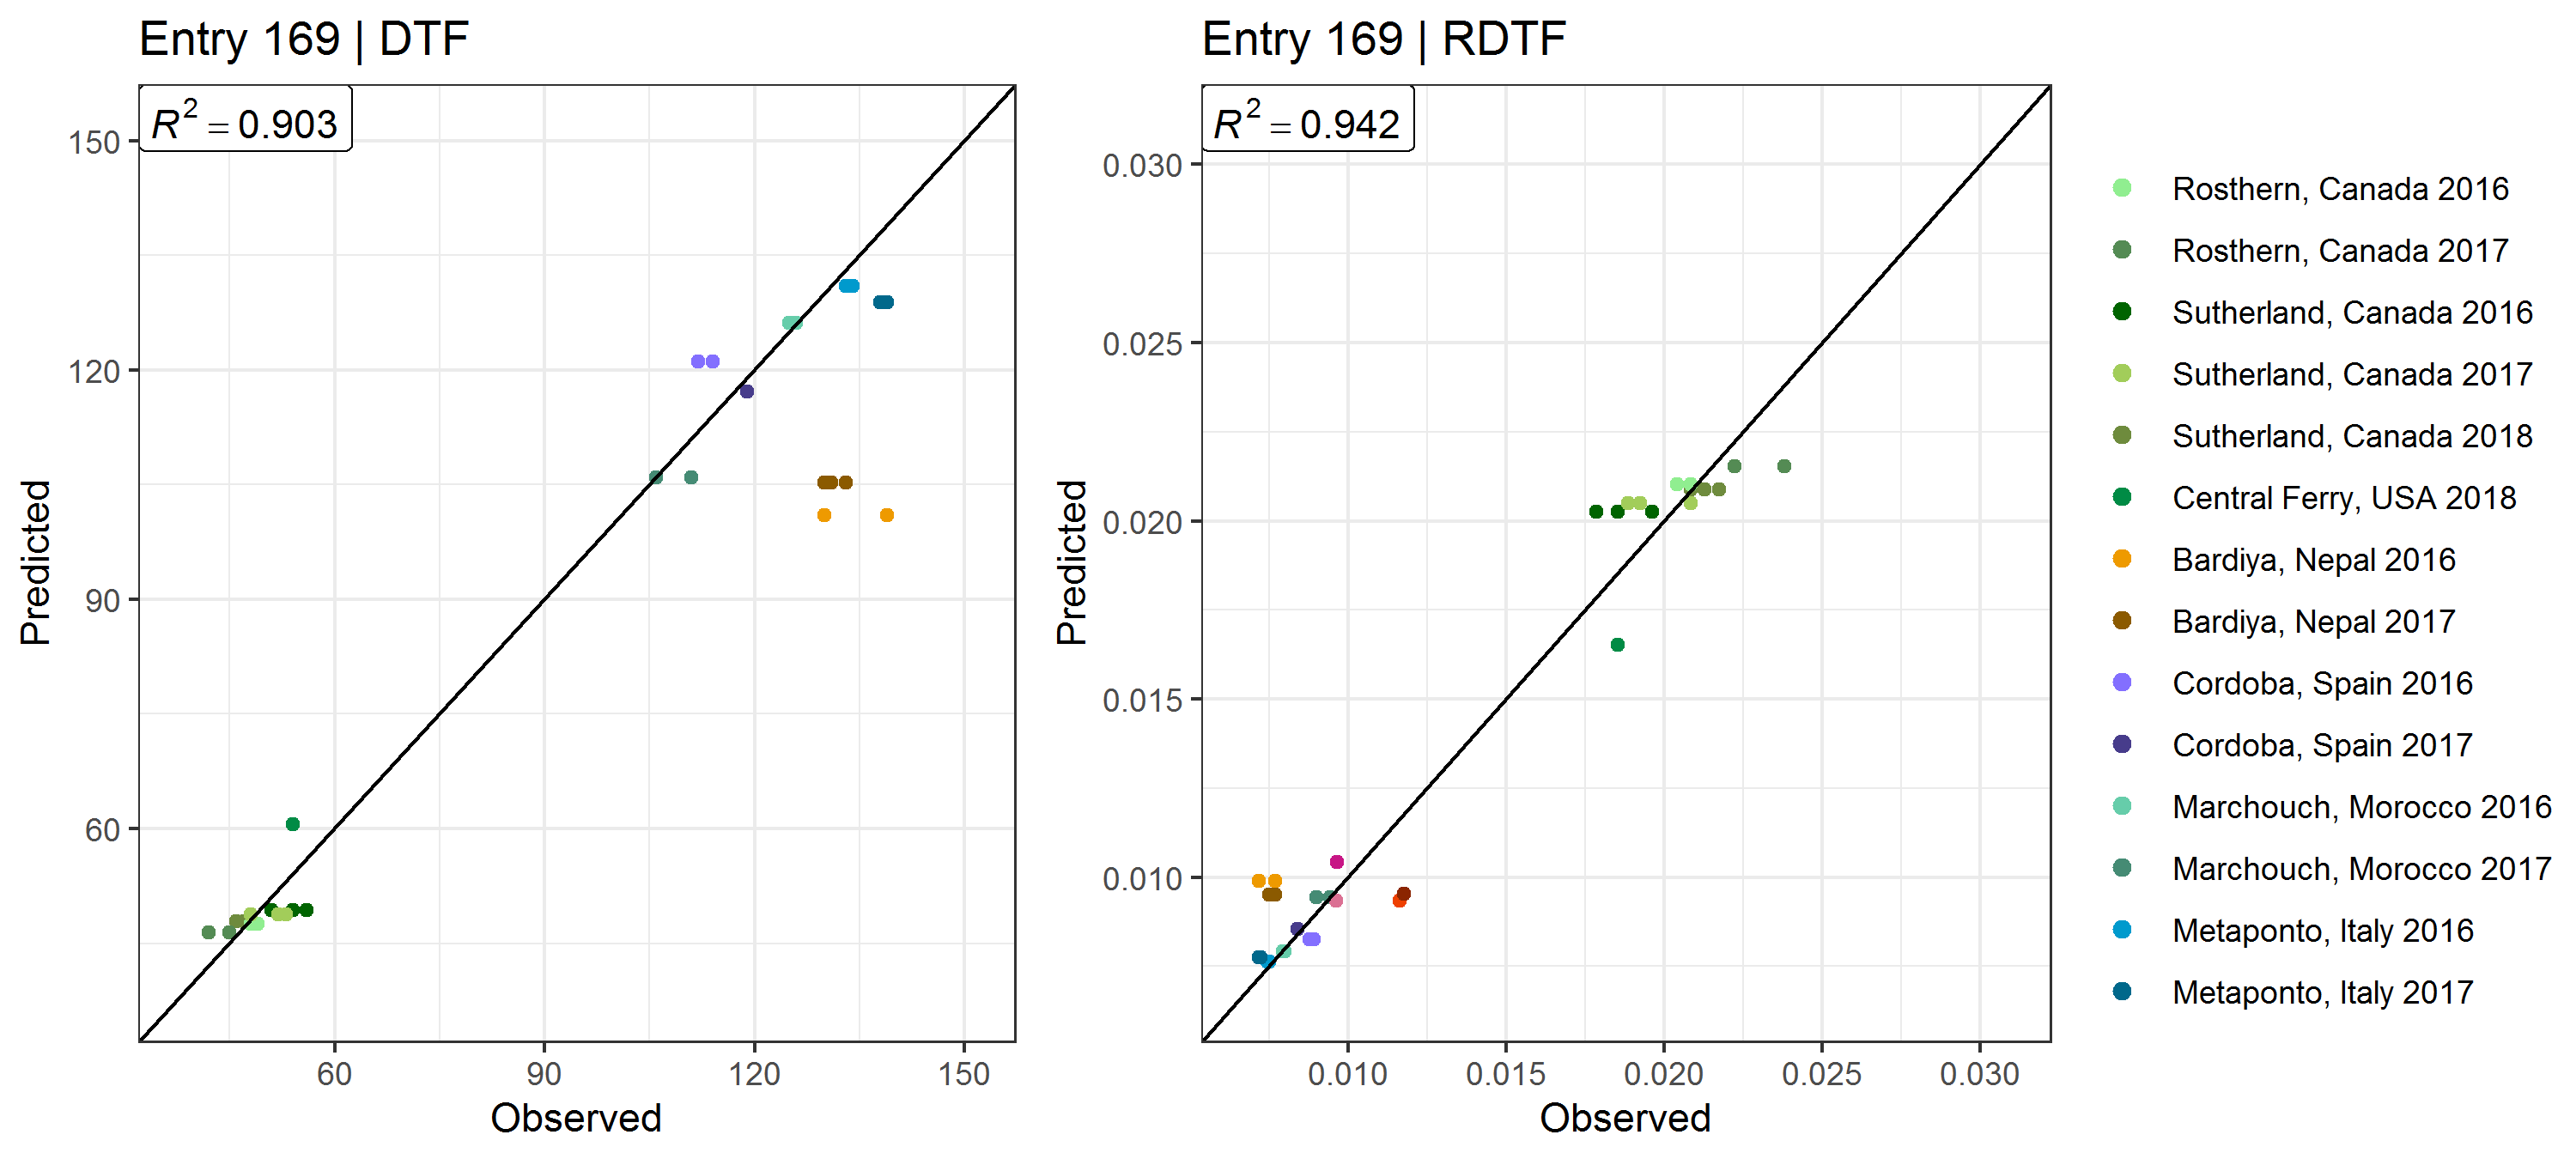 Entry 169 | DTF
R² = 0.903
150
120
90
60
Predicted
60 90 120 150
Observed
Entry 169 | RDTF
R² = 0.942
0.030
0.025
0.020
0.015
0.010
Predicted
0.010 0.015 0.020 0.025 0.030
Observed
Rosthern, Canada 2016
Rosthern, Canada 2017
Sutherland, Canada 2016
Sutherland, Canada 2017
Sutherland, Canada 2018
Central Ferry, USA 2018
Bardiya, Nepal 2016
Bardiya, Nepal 2017
Cordoba, Spain 2016
Cordoba, Spain 2017
Marchouch, Morocco 2016
Marchouch, Morocco 2017
Metaponto, Italy 2016
Metaponto, Italy 2017